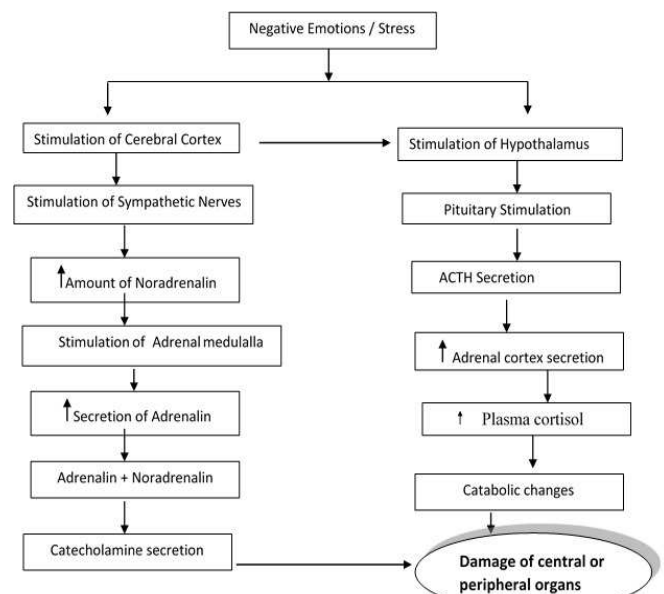 Negative Emotions / Stress
Stimulation of Cerebral Cortex
Stimulation of Hypothalamus
Stimulation of Sympathetic Nerves
Pituitary Stimulation
Amount of Noradrenalin
ACTH Secretion
Stimulation of Adrenal medulalla
Adrenal cortex secretion
Secretion of Adrenalin
Plasma cortisol
Adrenalin + Noradrenalin
Catabolic changes
Catecholamine secretion
Damage of central or
peripheral organs